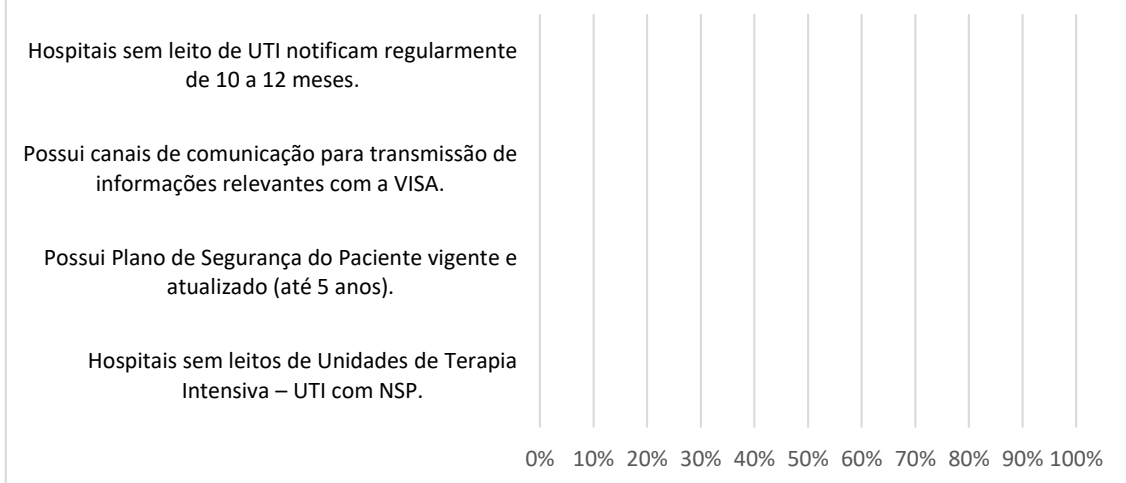 Hospitais sem leito de UTI notificam regularmente
de 10 a 12 meses.
Possui canais de comunicação para transmissão de
informações relevantes com a VISA.
Possui Plano de Segurança do Paciente vigente e
atualizado (até 5 anos).
Hospitais sem leitos de Unidades de Terapia
Intensiva – UTI com NSP.
0% 10% 20% 30% 40% 50% 60% 70% 80% 90% 100%